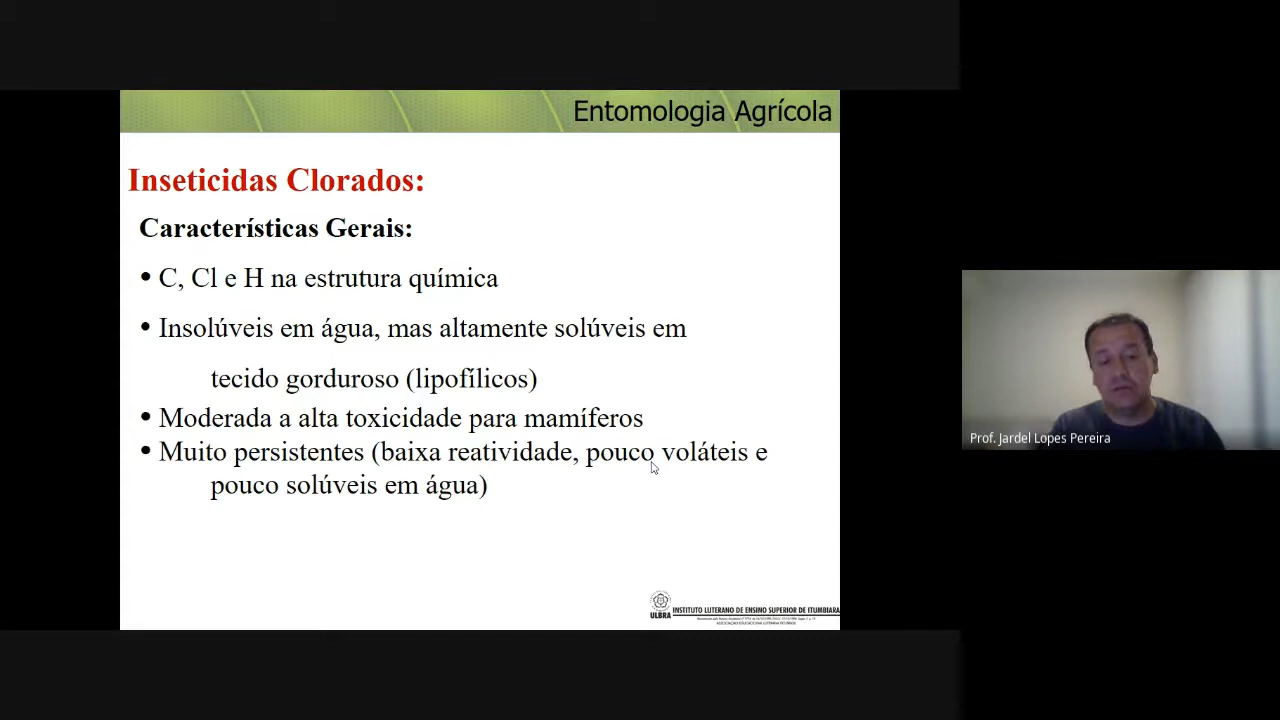 Entomologia Agrícola
Inseticidas Clorados:
Características Gerais:
• C, Cl e H na estrutura química
• Insolúveis em água, mas altamente solúveis em
tecido gorduroso (lipofílicos)
• Moderada a alta toxicidade para mamíferos
• Muito persistentes (baixa reatividade, pouco voláteis e
pouco solúveis em água)
Prof. Jardel Lopes Pereira
ULBRA
INSTITUTO LUTERANO DE ENSINO SUPERIOR DE ITUMBIARA